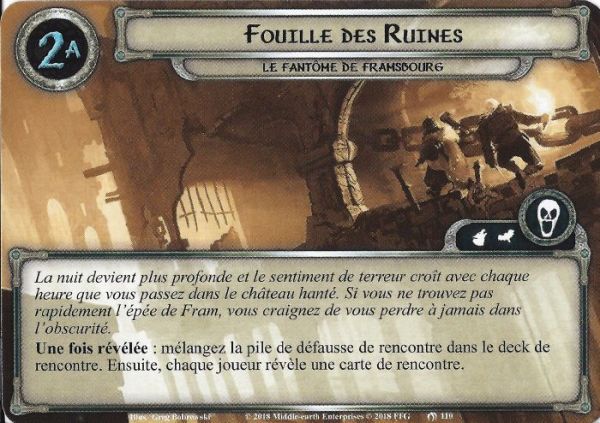 2A
Fouille des Ruines
Le Fantôme de Framsbourg
La nuit devient plus profonde et le sentiment de terreur croît avec chaque
heure que vous passez dans le château hanté. Si vous ne trouvez pas
rapidement l'épée de Fram, vous craignez de vous perdre à jamais dans
l'obscurité.
Une fois révélée : mélangez la pile de défausse de rencontre dans le deck de
rencontre. Ensuite, chaque joueur révèle une carte de rencontre.
Illus. Greg Bobrowski © 2018 Middle-earth Enterprises © 2018 FFG 110